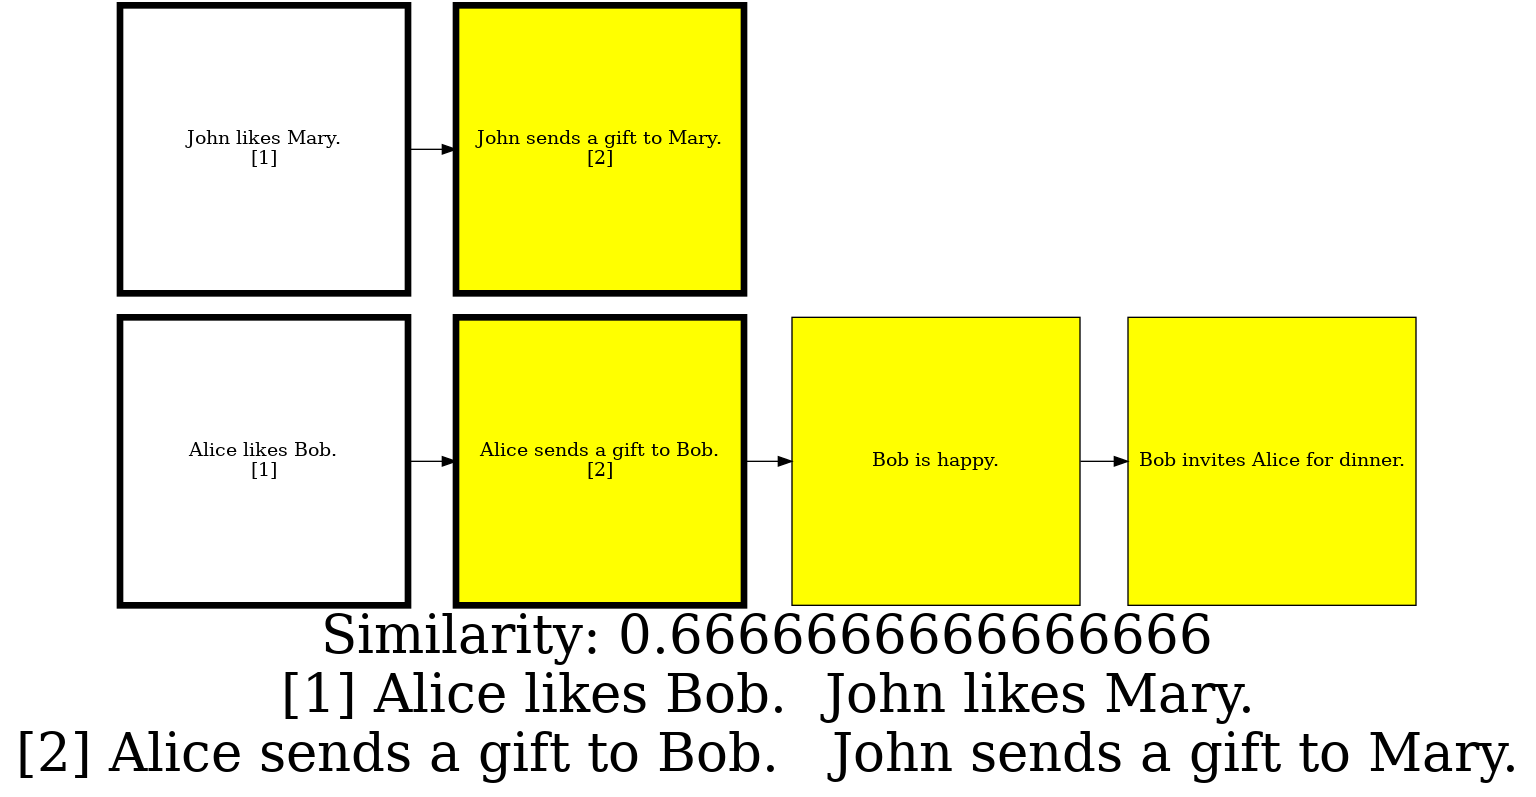 John likes Mary.
[1]
John sends a gift to Mary.
[2]
Alice likes Bob.
[1]
Alice sends a gift to Bob.
[2]
Bob is happy.
Bob invites Alice for dinner.
Similarity: 0.6666666666666666
[1] Alice likes Bob.  John likes Mary.
[2] Alice sends a gift to Bob.   John sends a gift to Mary.